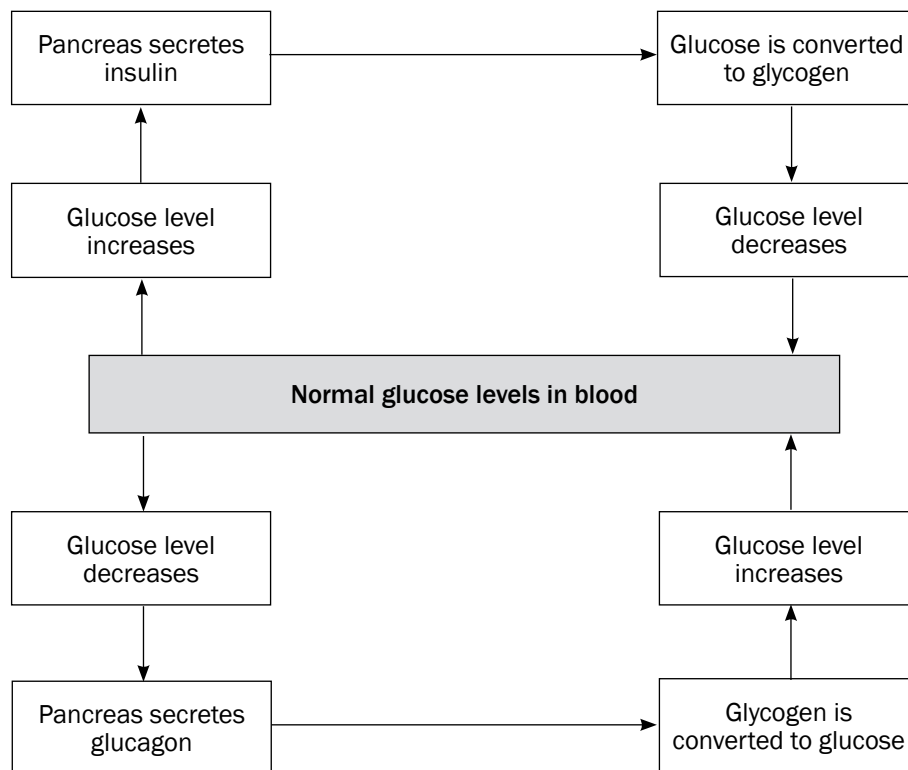 Pancreas secretes
insulin
Glucose is converted
to glycogen
Glucose level
increases
Glucose level
decreases
Normal glucose levels in blood
Glucose level
decreases
Glucose level
increases
Pancreas secretes
glucagon
Glycogen is
converted to glucose